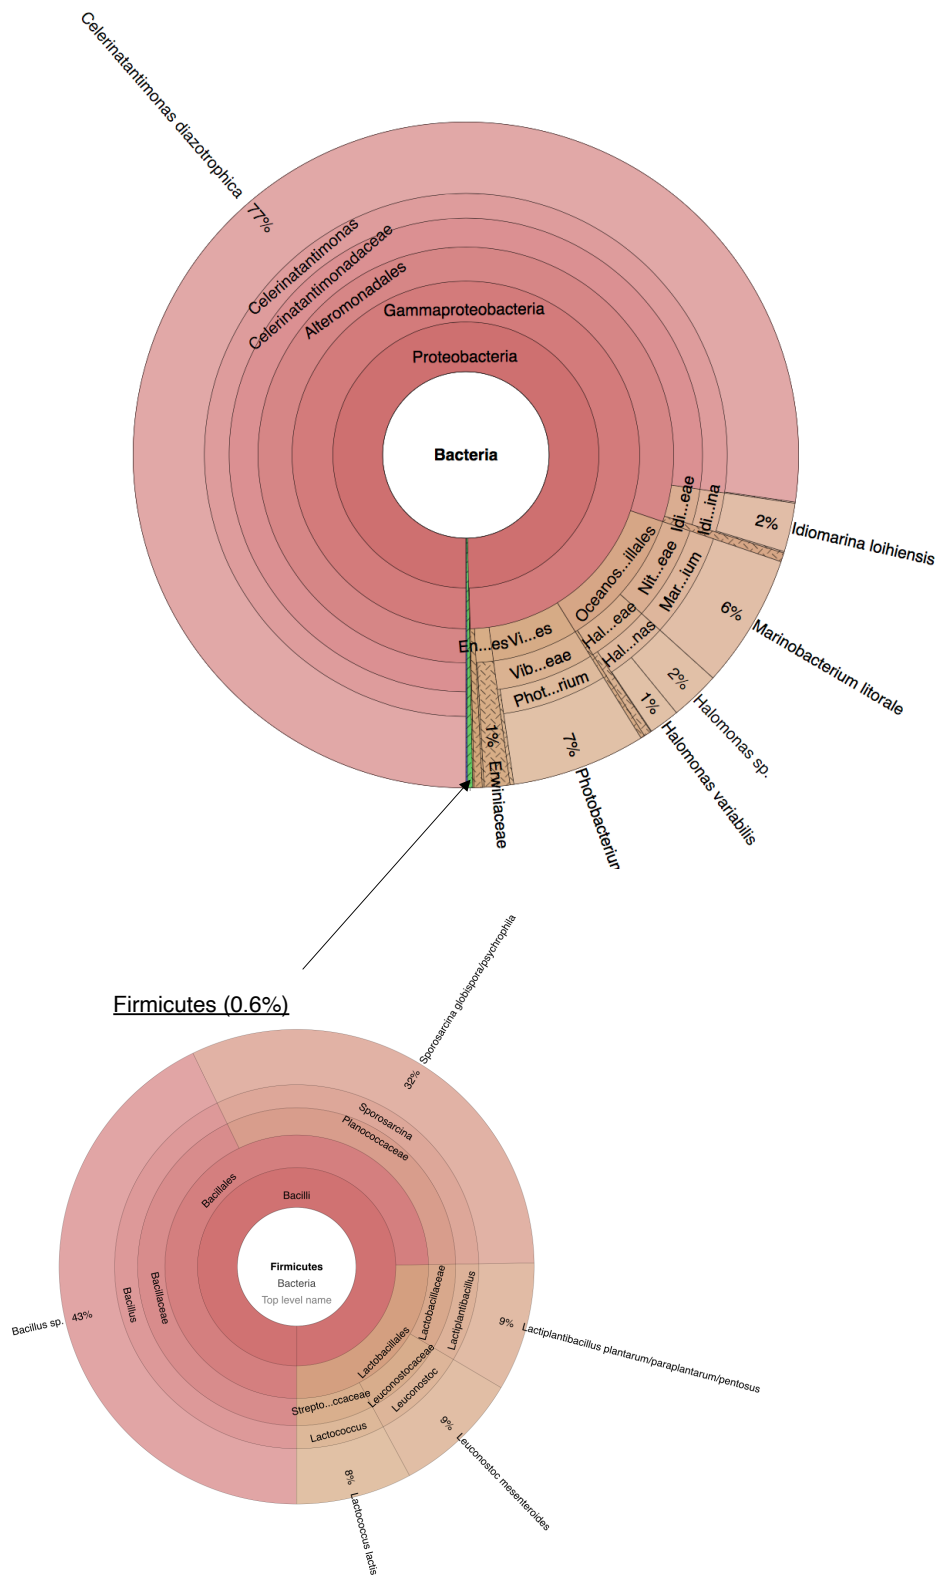 Celerinatantimonas diazotrophica
77%
Celerinatantimonas
Celerinatantimonadaceae
Alteromonadales
Gammaproteobacteria
Proteobacteria
Bacteria
Idi...eae
Idi...ina
2%
Idiomarina loihiensis
Oceanos...illales
Nit...eae
Mar...ium
6%
Marinobacterium litorale
Hal...eae
Hal...nas
2%
Halomonas sp.
1%
Halomonas variabilis
En...es
Vi...es
Vib...eae
Phot...rium
7%
Photobacteriur
1%
Erwiniaceae
Firmicutes (0.6%)
Sporosarcina globispora/psychrophila
32%
Sporosarcina
Planococcaceae
Bacillales
Bacilli
Firmicutes
Bacteria
Top level name
Bacillus
Bacillaceae
Bacillus sp.
43%
Lactobacillales
Lactobacillaceae
Lactiplantibacillus
9%
Lactiplantibacillus plantarum/paraplantarum/pentosus
Leuconostocaceae
Leuconostoc
9%
Leuconostoc mesenteroides
Strepto...ccaceae
Lactococcus
8%
Lactococcus lactis